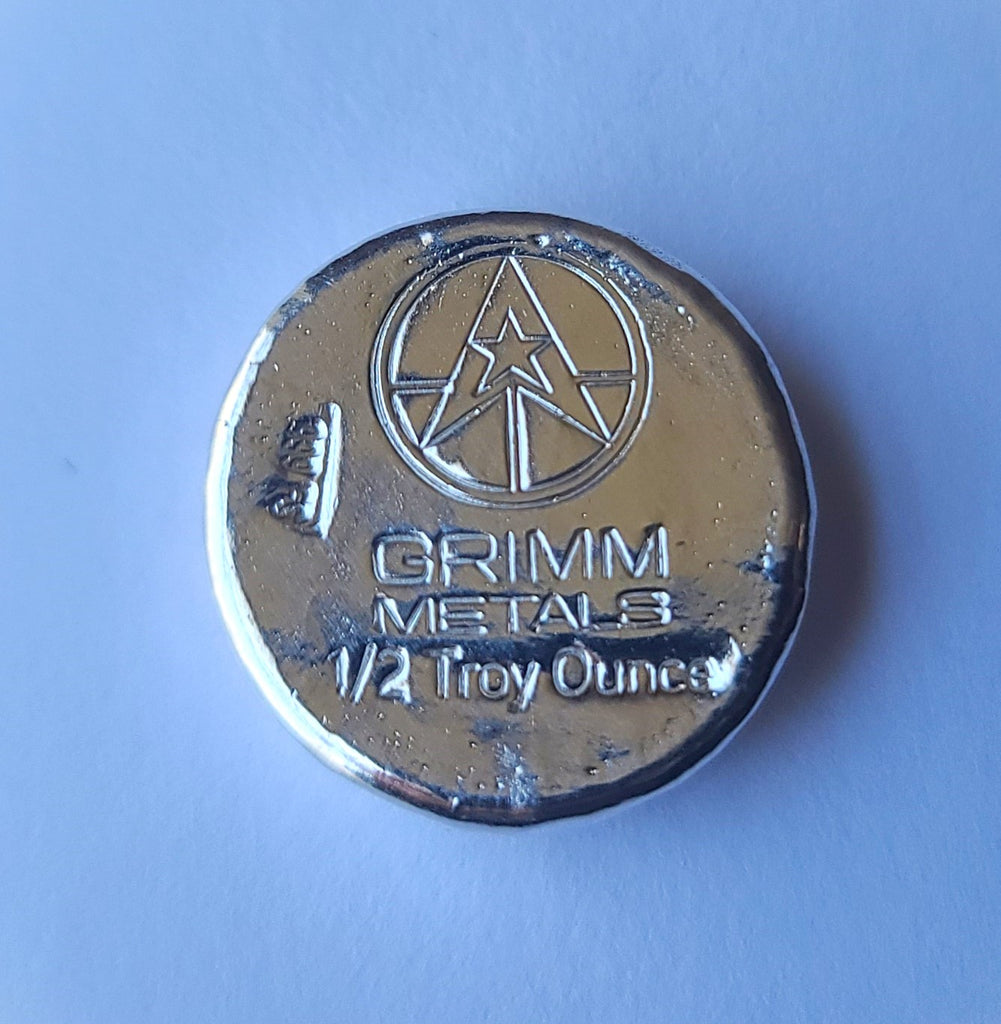 GRIMM
METALS
1/2 Troy Ounce